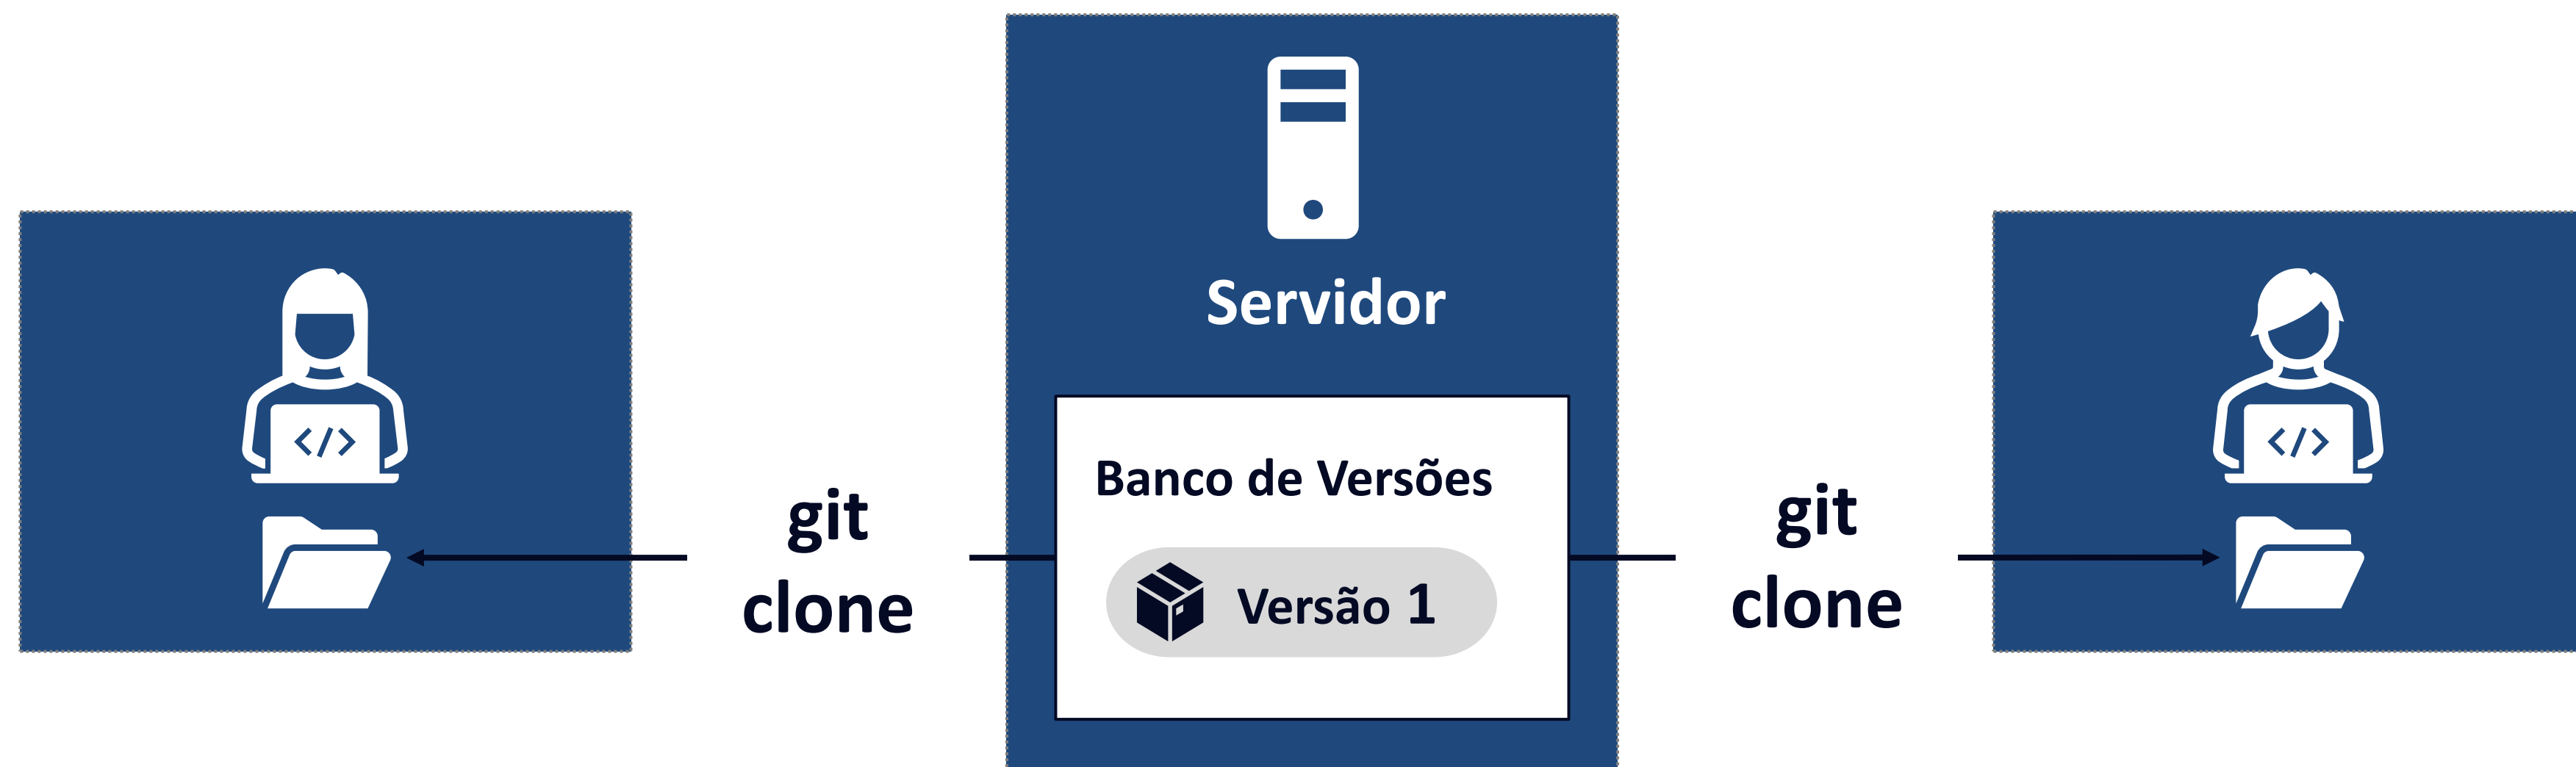 Servidor
Banco de Versões
Versão 1
git
clone
git
clone
</>
</>